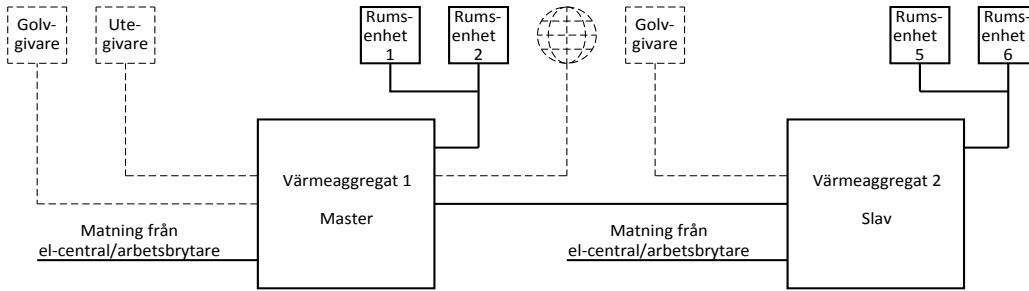 Golv-
givare
Ute-
givare
Rums-
enhet
1
Rums-
enhet
2
Golv-
givare
Rums-
enhet
5
Rums-
enhet
6
Värmeaggregat 1
Master
Värmeaggregat 2
Slav
Matning från
el-central/arbetsbrytare
Matning från
el-central/arbetsbrytare